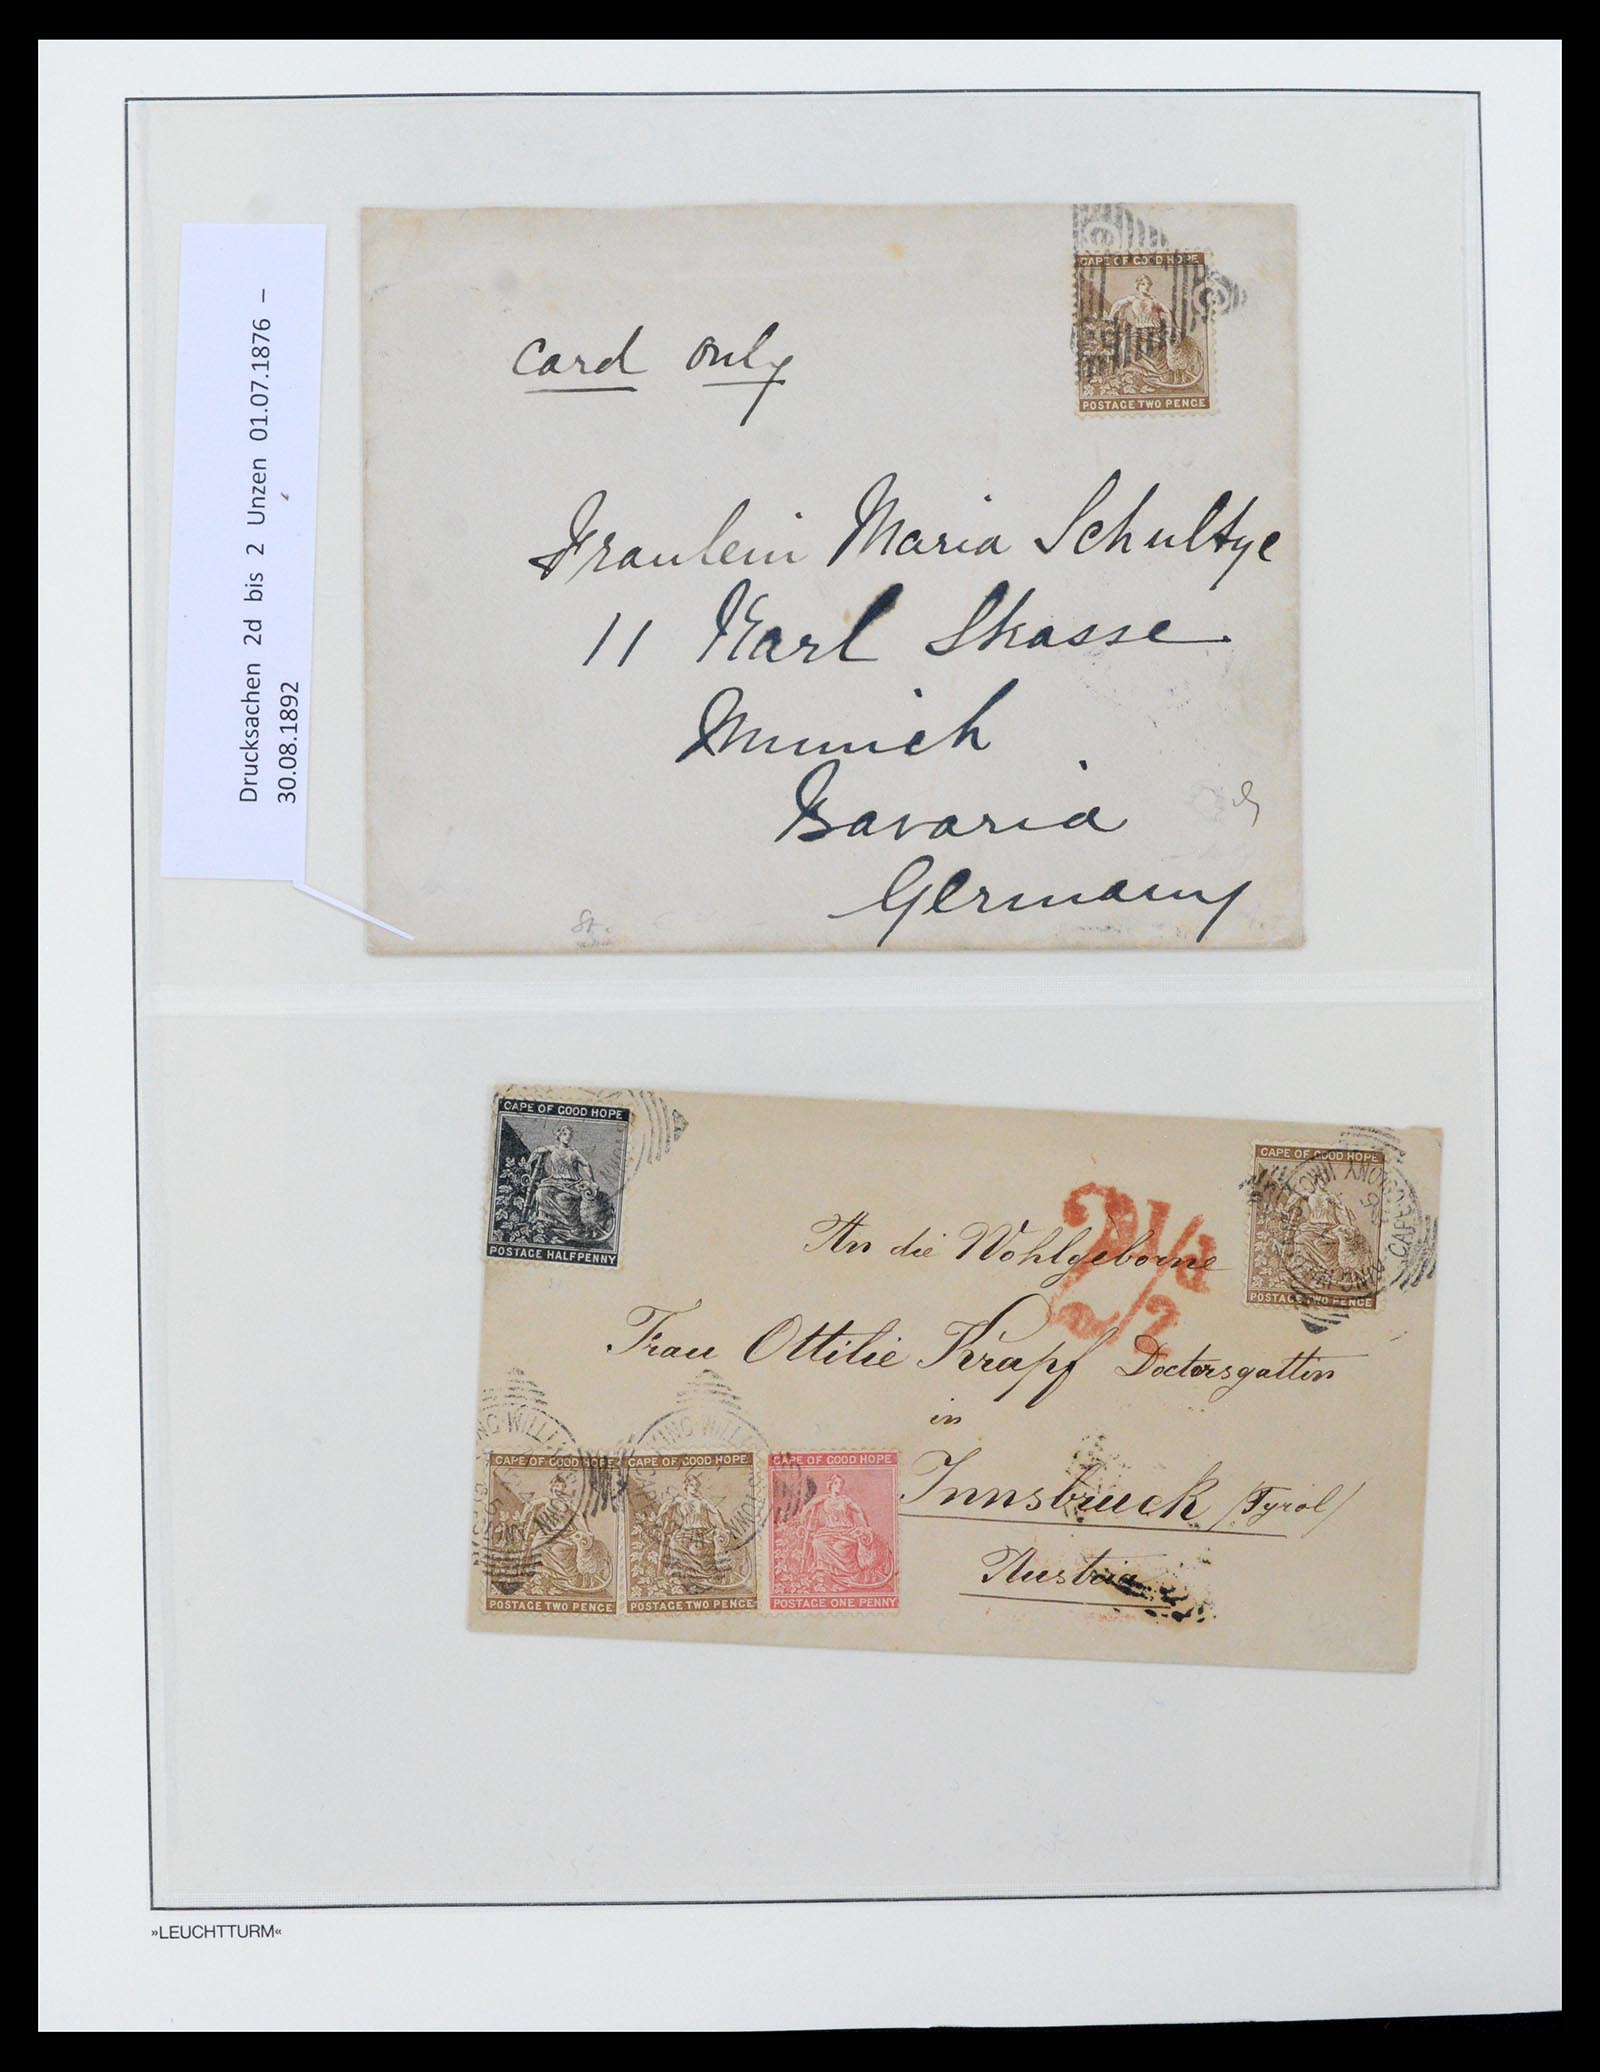 Drucksachen 2d bis 2 Unzen 01.07.1876 –
30.08.1892
CAPE OF GOOD HOPE
POSTAGE TWO PENCE
Card only
Fraulein Maria Schultze
11 Karl Strasse
Munich
Bavaria
Germany
St.
CAPE OF GOOD HOPE
POSTAGE HALFPENNY
CAPE OF GOOD HOPE
POSTAGE TWO PENCE
2½d
An die Wohlgeborne
Frau Ottilie Krapf Doctorsgattin
in
Innsbruck /Tyrol/
Austria
CAPE OF GOOD HOPE
POSTAGE TWO PENCE
CAPE OF GOOD HOPE
POSTAGE TWO PENCE
CAPE OF GOOD HOPE
POSTAGE ONE PENNY
»LEUCHTTURM«